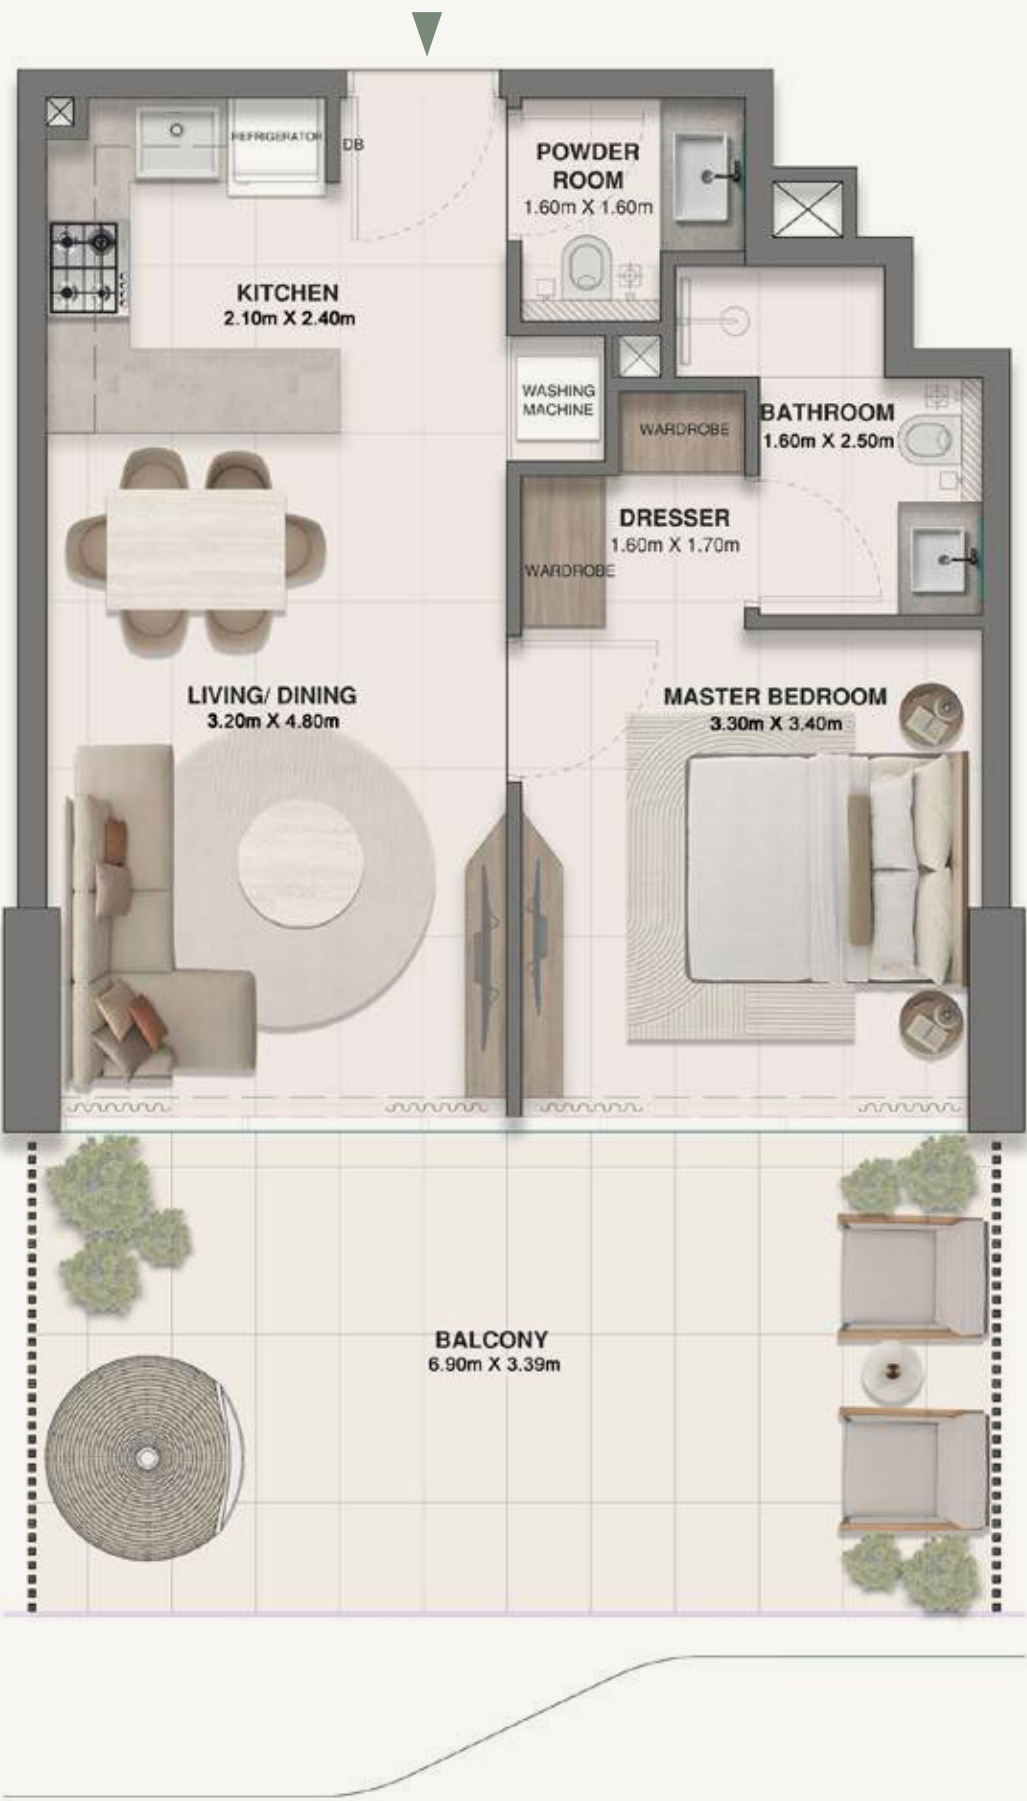 REFRIGERATOR
DB
POWDER
ROOM
1.60m X 1.60m
KITCHEN
2.10m X 2.40m
WASHING
MACHINE
WARDROBE
BATHROOM
1.60m X 2.50m
DRESSER
1.60m X 1.70m
WARDROBE
LIVING/ DINING
3.20m X 4.80m
MASTER BEDROOM
3.30m X 3.40m
BALCONY
6.90m X 3.39m